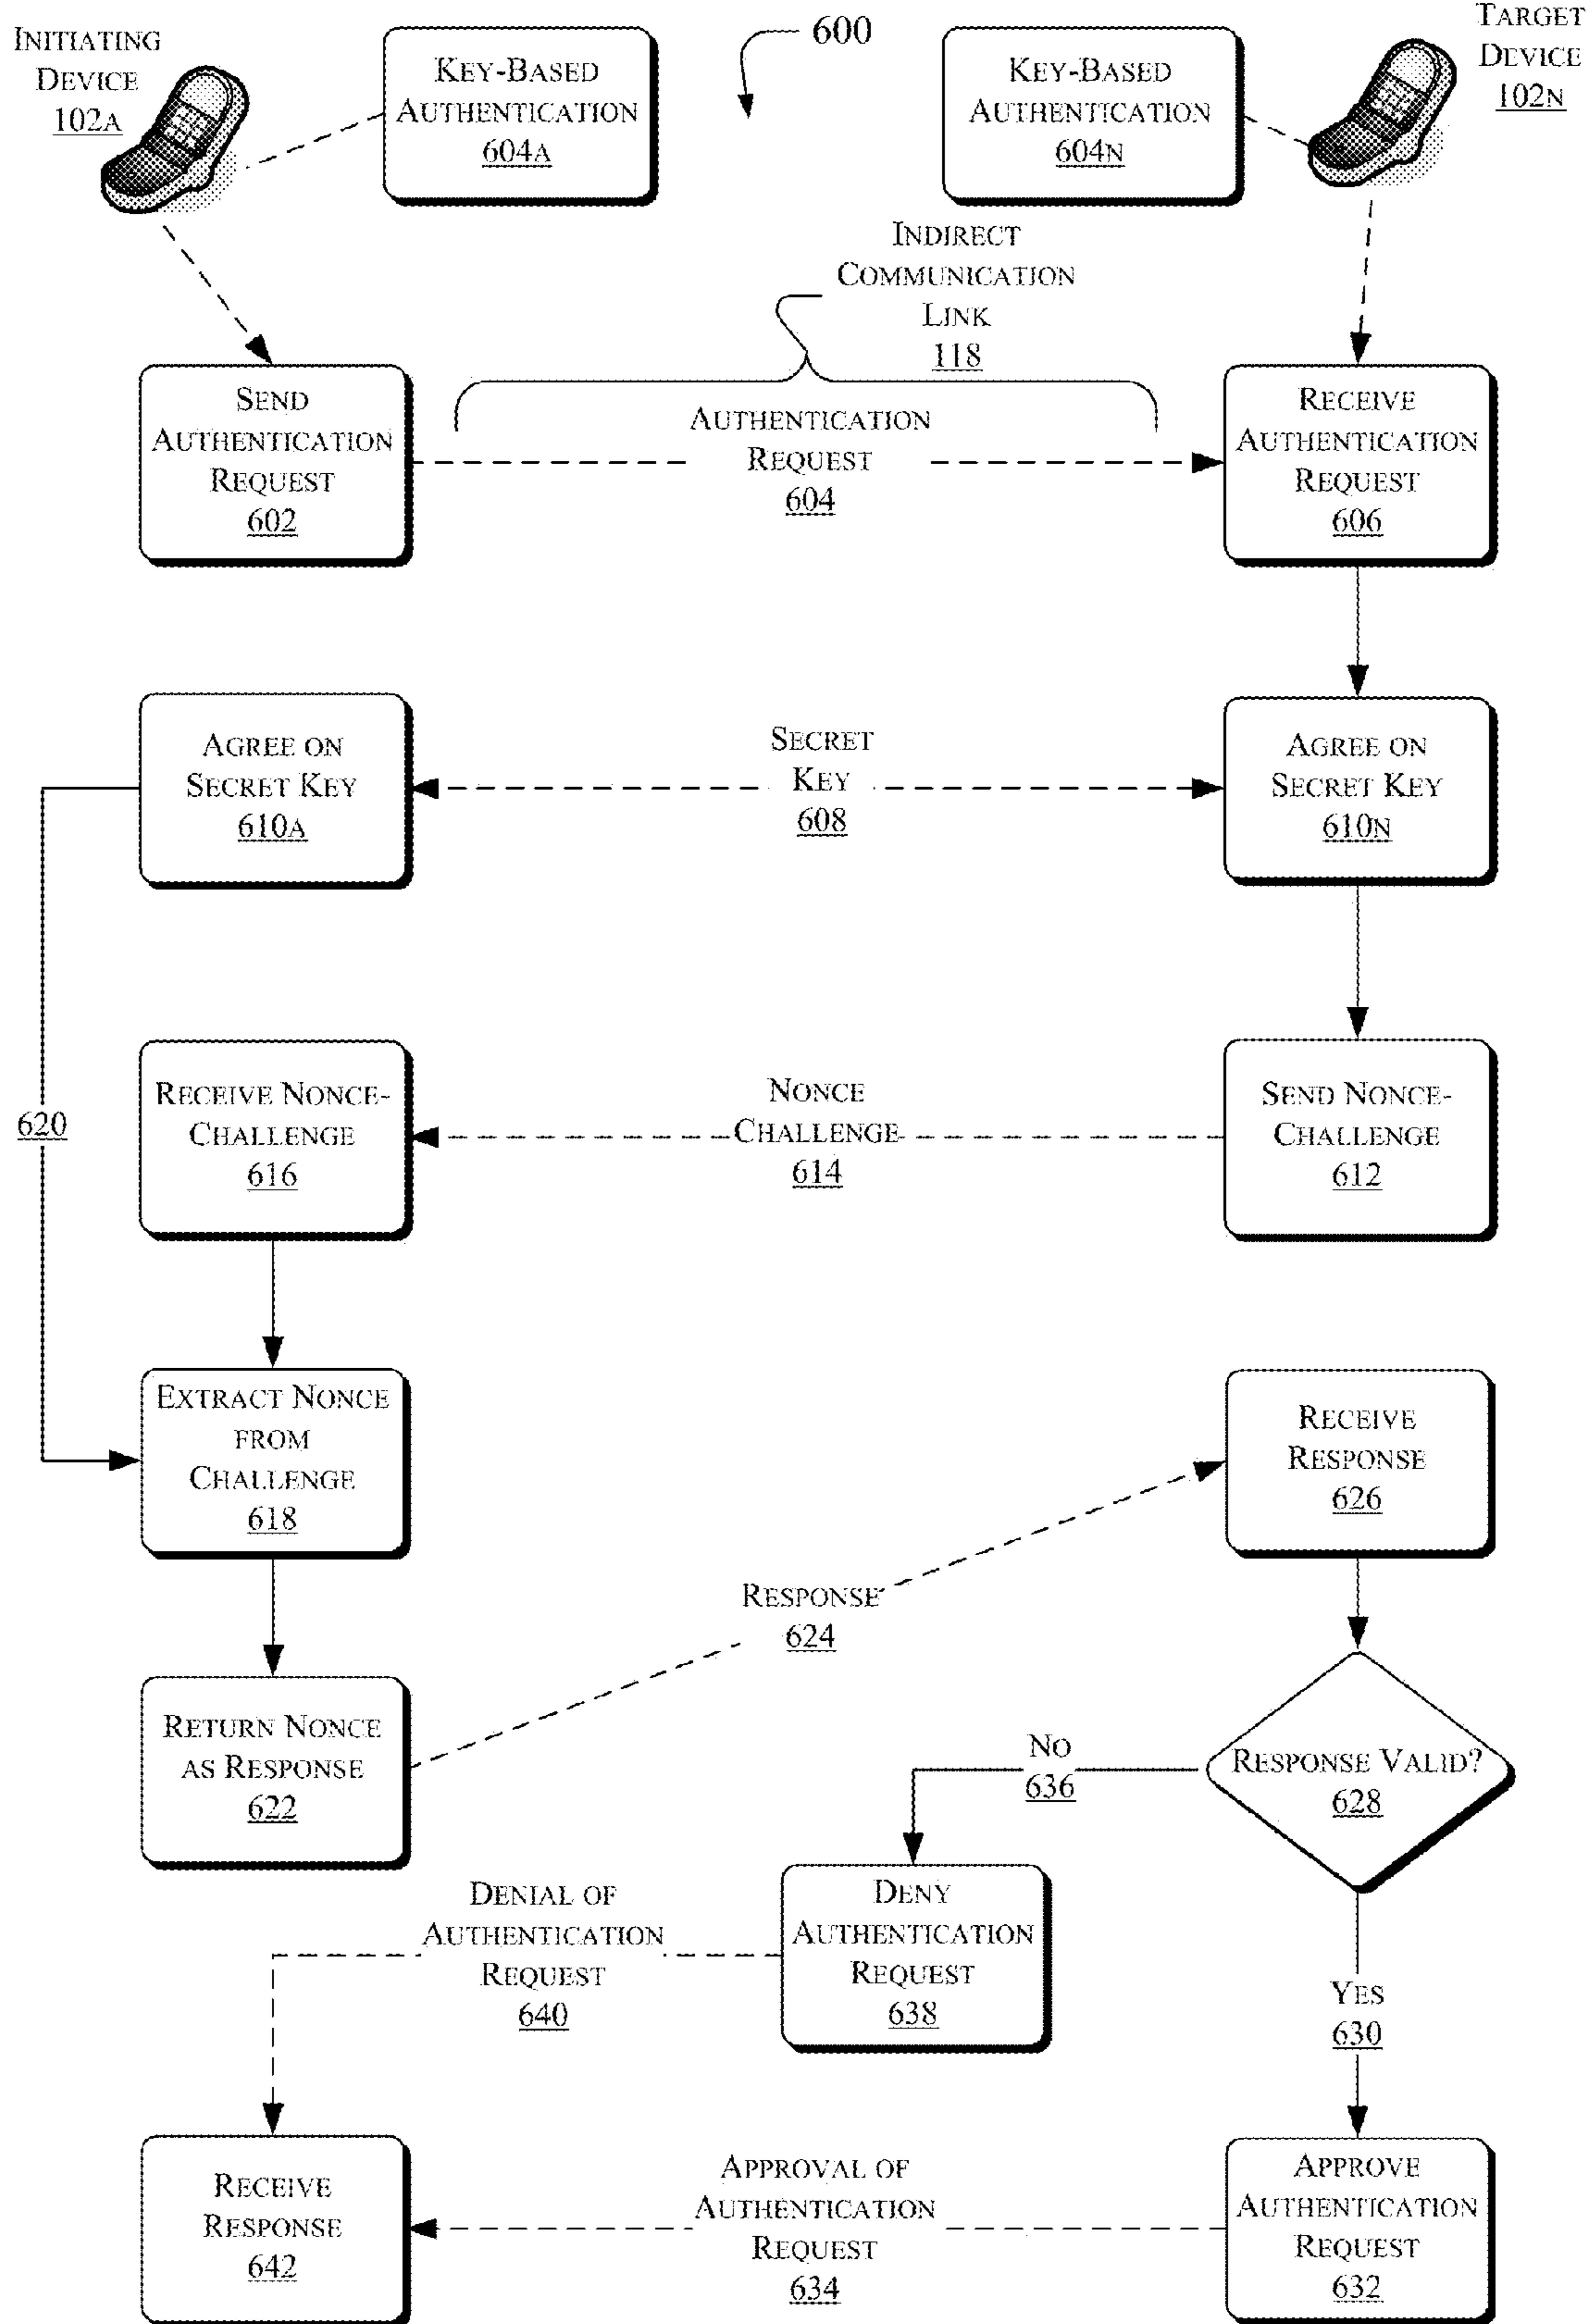 INITIATING
DEVICE
102A
KEY-BASED
AUTHENTICATION
604A
600
KEY-BASED
AUTHENTICATION
604N
TARGET
DEVICE
102N
INDIRECT
COMMUNICATION
LINK
118
SEND
AUTHENTICATION
REQUEST
602
AUTHENTICATION
REQUEST
604
RECEIVE
AUTHENTICATION
REQUEST
606
AGREE ON
SECRET KEY
610A
SECRET
KEY
608
AGREE ON
SECRET KEY
610N
RECEIVE NONCE-
CHALLENGE
616
NONCE
CHALLENGE
614
SEND NONCE-
CHALLENGE
612
620
EXTRACT NONCE
FROM
CHALLENGE
618
RECEIVE
RESPONSE
626
RESPONSE
624
RETURN NONCE
AS RESPONSE
622
NO
636
RESPONSE VALID?
628
DENIAL OF
AUTHENTICATION
REQUEST
640
DENY
AUTHENTICATION
REQUEST
638
YES
630
RECEIVE
RESPONSE
642
APPROVAL OF
AUTHENTICATION
REQUEST
634
APPROVE
AUTHENTICATION
REQUEST
632